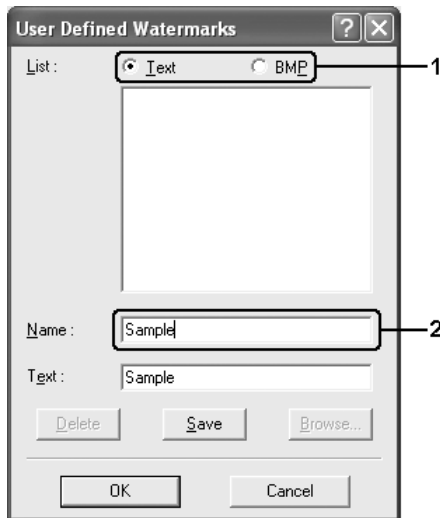 User Defined Watermarks
List : Text BMP 1
Name : Sample 2
Text : Sample
Delete Save Browse...
OK Cancel